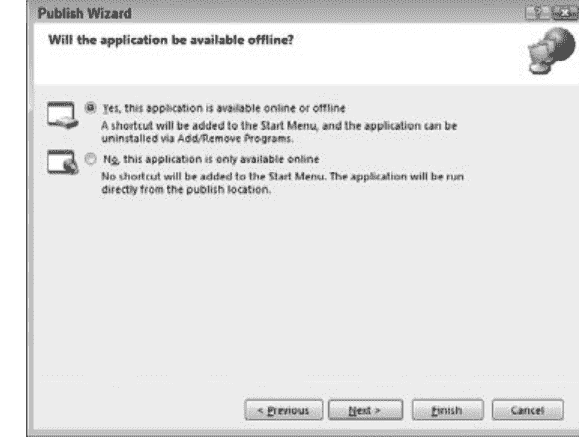 Publish Wizard
Will the application be available offline?
Yes, this application is available online or offline
A shortcut will be added to the Start Menu, and the application can be
uninstalled via Add/Remove Programs.
No, this application is only available online
No shortcut will be added to the Start Menu. The application will be run
directly from the publish location.
< Previous
Next >
Finish
Cancel